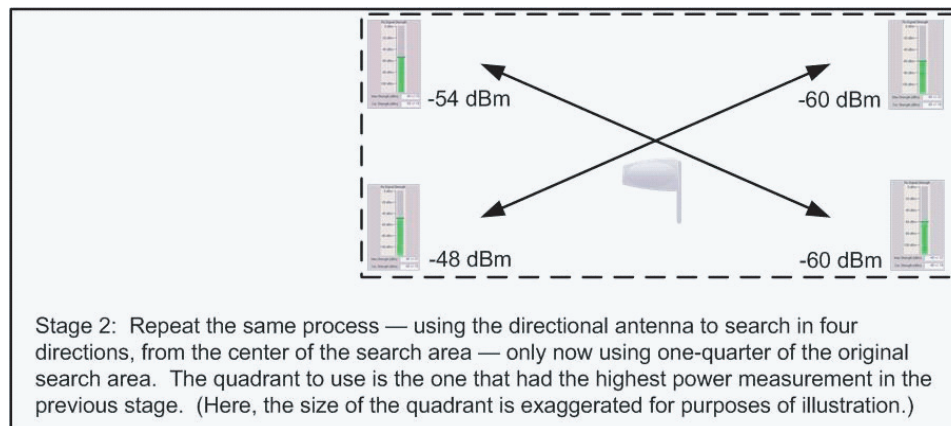 -54 dBm
-60 dBm
-48 dBm
-60 dBm
Stage 2: Repeat the same process — using the directional antenna to search in four
directions, from the center of the search area — only now using one-quarter of the original
search area. The quadrant to use is the one that had the highest power measurement in the
previous stage. (Here, the size of the quadrant is exaggerated for purposes of illustration.)